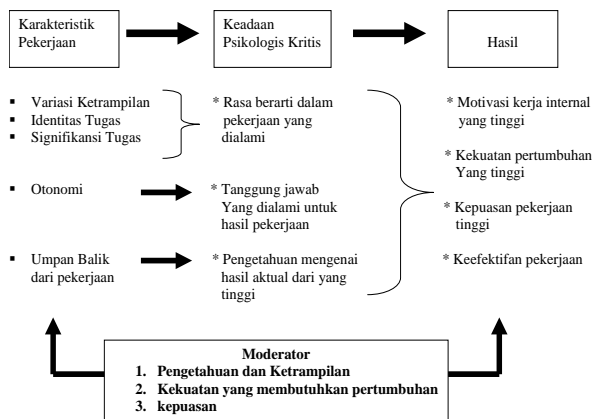 Karakteristik
Pekerjaan
Keadaan
Psikologis Kritis
Hasil
▪ Variasi Ketrampilan
▪ Identitas Tugas
▪ Signifikansi Tugas
* Rasa berarti dalam
pekerjaan yang
dialami
▪ Otonomi
* Tanggung jawab
Yang dialami untuk
hasil pekerjaan
▪ Umpan Balik
dari pekerjaan
* Pengetahuan mengenai
hasil aktual dari yang
tinggi
* Motivasi kerja internal
yang tinggi
* Kekuatan pertumbuhan
Yang tinggi
* Kepuasan pekerjaan
tinggi
* Keefektifan pekerjaan
Moderator
1. Pengetahuan dan Ketrampilan
2. Kekuatan yang membutuhkan pertumbuhan
3. kepuasan